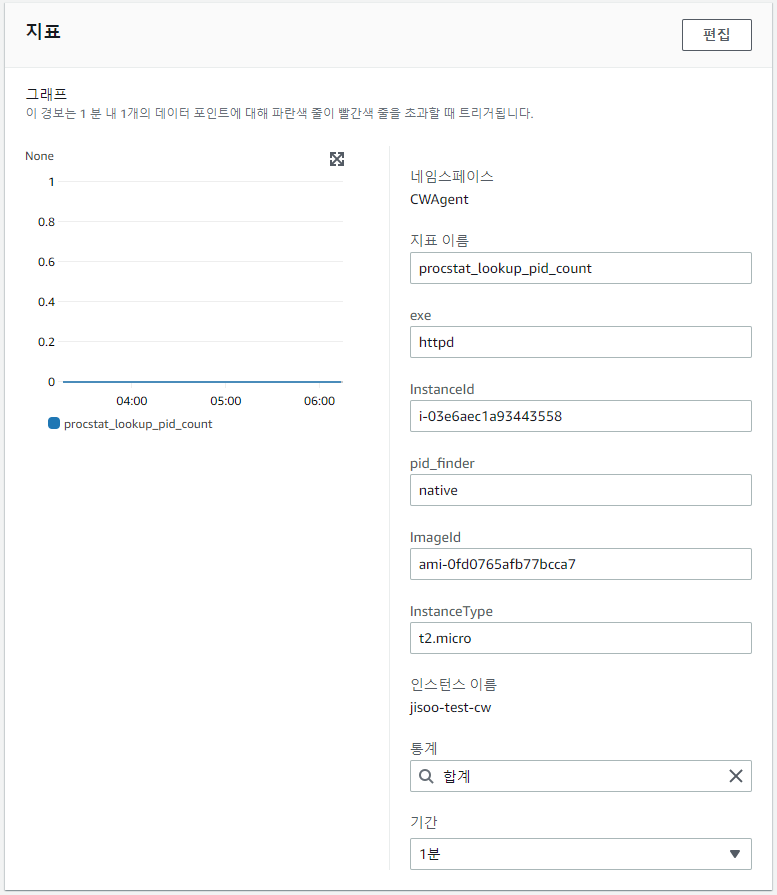 지표
편집
그래프
이 경보는 1 분 내 1개의 데이터 포인트에 대해 파란색 줄이 빨간색 줄을 초과할 때 트리거됩니다.
None
1
0.8
0.6
0.4
0.2
0
04:00 05:00 06:00
procstat_lookup_pid_count
네임스페이스
CWAgent
지표 이름
procstat_lookup_pid_count
exe
httpd
InstanceId
i-03e6aec1a93443558
pid_finder
native
ImageId
ami-0fd0765afb77bcca7
InstanceType
t2.micro
인스턴스 이름
jisoo-test-cw
통계
합계
기간
1분